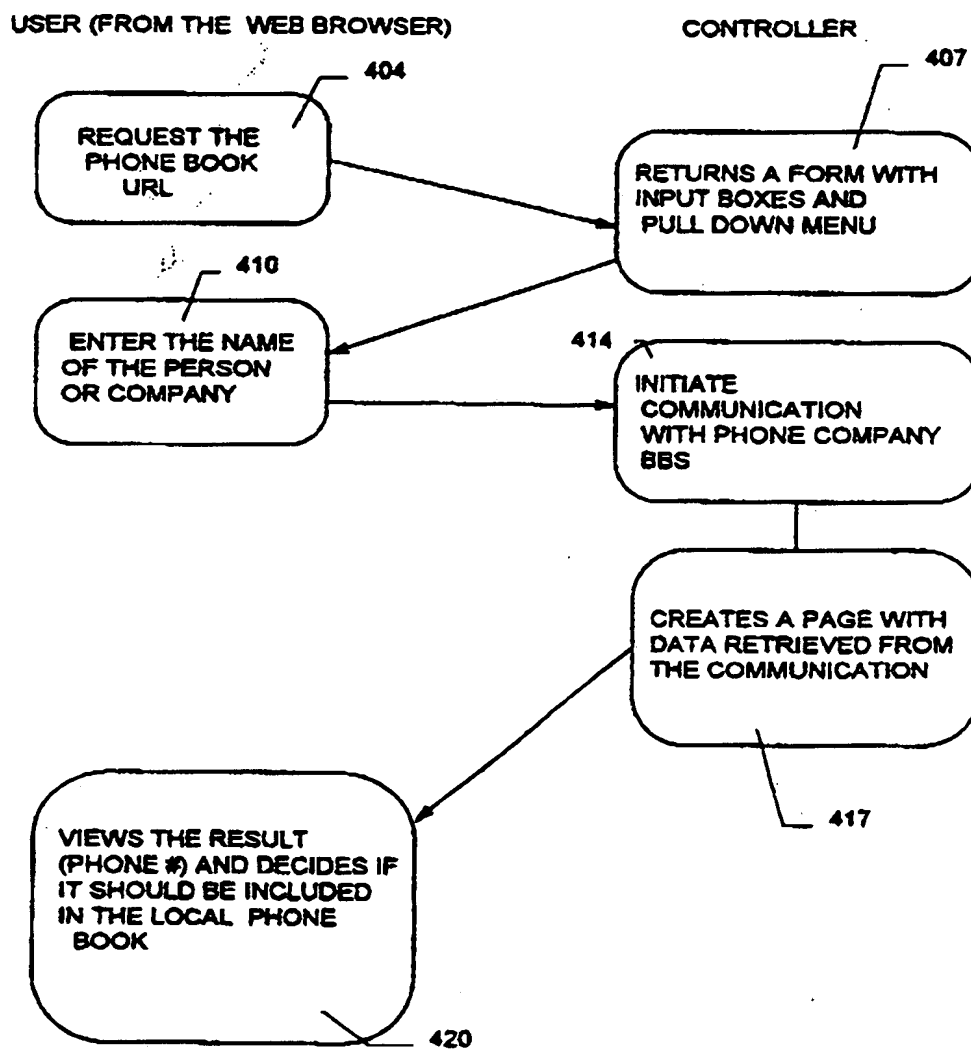 USER (FROM THE WEB BROWSER)
CONTROLLER
404
407
REQUEST THE
PHONE BOOK
URL
RETURNS A FORM WITH
INPUT BOXES AND
PULL DOWN MENU
410
ENTER THE NAME
OF THE PERSON
OR COMPANY
414
INITIATE
COMMUNICATION
WITH PHONE COMPANY
BBS
CREATES A PAGE WITH
DATA RETRIEVED FROM
THE COMMUNICATION
417
VIEWS THE RESULT
(PHONE #) AND DECIDES IF
IT SHOULD BE INCLUDED
IN THE LOCAL PHONE
BOOK
420